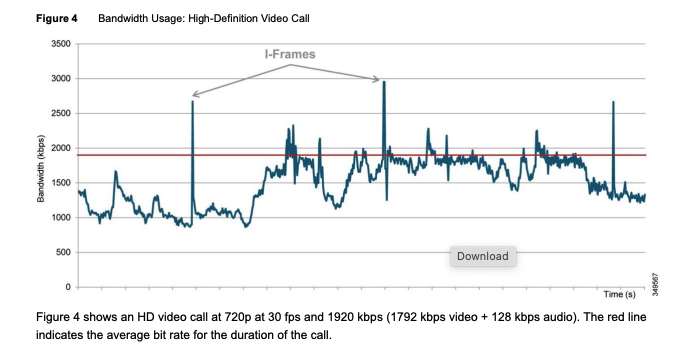 Figure 4 Bandwidth Usage: High-Definition Video Call
3500
I-Frames
3000
2500
2000
1500
1000
500
0
Bandwidth (kbps)
Download
Time (s)
349567
Figure 4 shows an HD video call at 720p at 30 fps and 1920 kbps (1792 kbps video + 128 kbps audio). The red line
indicates the average bit rate for the duration of the call.